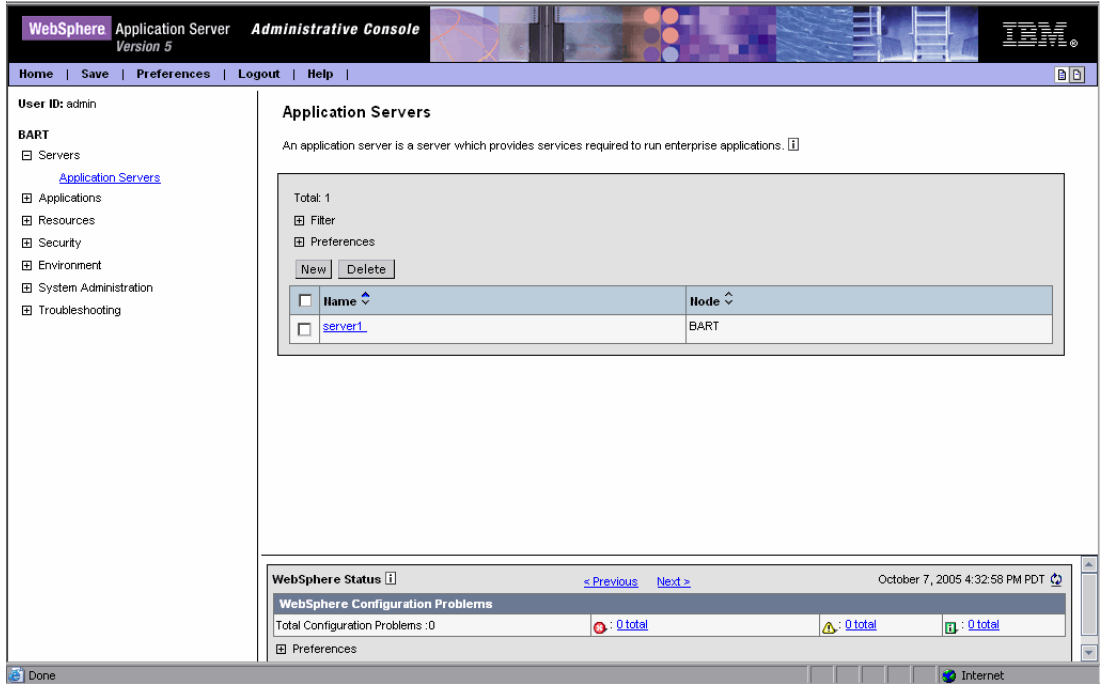 WebSphere Application Server Administrative Console
Version 5
IBM®
Home | Save | Preferences | Logout | Help |
User ID: admin
BART
Servers
Application Servers
Applications
Resources
Security
Environment
System Administration
Troubleshooting
Application Servers
An application server is a server which provides services required to run enterprise applications. i
Total: 1
Filter
Preferences
New Delete
Name Node
server1 BART
WebSphere Status i < Previous Next > October 7, 2005 4:32:58 PM PDT
WebSphere Configuration Problems
Total Configuration Problems :0 : 0 total : 0 total : 0 total
Preferences
Done Internet